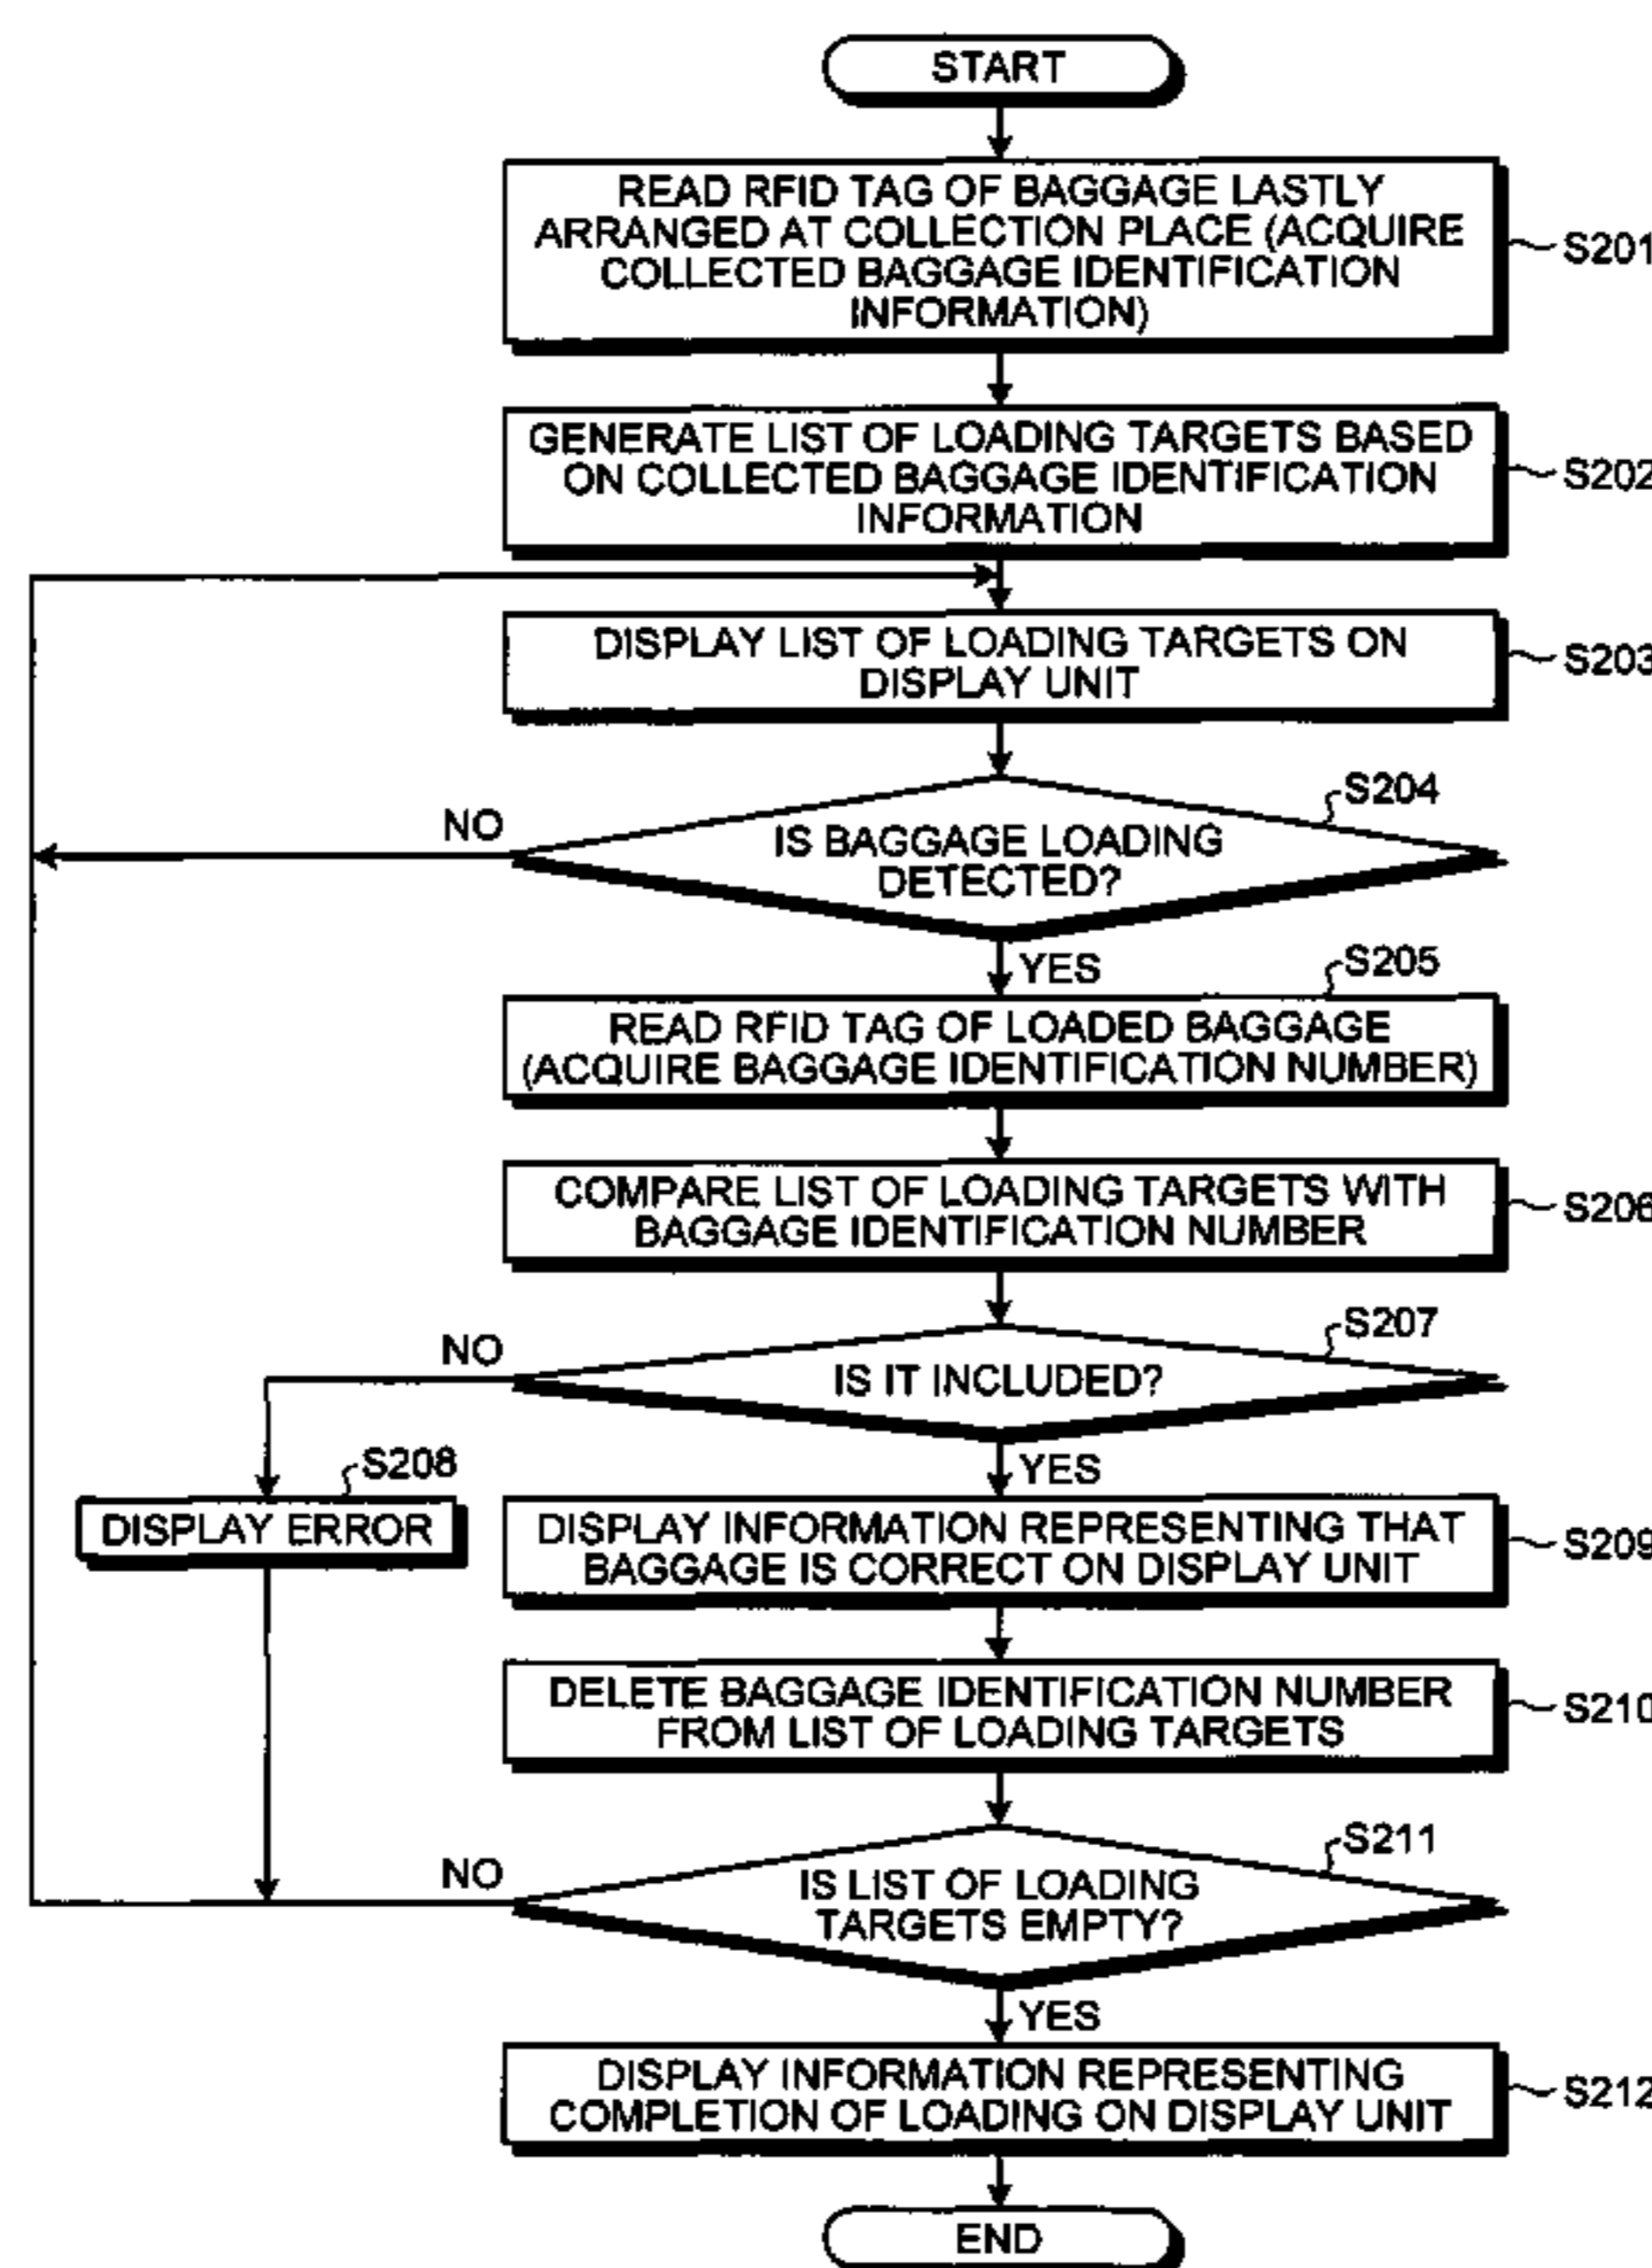 START
READ RFID TAG OF BAGGAGE LASTLY
ARRANGED AT COLLECTION PLACE (ACQUIRE
COLLECTED BAGGAGE IDENTIFICATION
INFORMATION)
S201
GENERATE LIST OF LOADING TARGETS BASED
ON COLLECTED BAGGAGE IDENTIFICATION
INFORMATION
S202
DISPLAY LIST OF LOADING TARGETS ON
DISPLAY UNIT
S203
S204
NO
IS BAGGAGE LOADING
DETECTED?
YES
S205
READ RFID TAG OF LOADED BAGGAGE
(ACQUIRE BAGGAGE IDENTIFICATION NUMBER)
COMPARE LIST OF LOADING TARGETS WITH
BAGGAGE IDENTIFICATION NUMBER
S206
S207
NO
IS IT INCLUDED?
YES
S208
DISPLAY ERROR
DISPLAY INFORMATION REPRESENTING THAT
BAGGAGE IS CORRECT ON DISPLAY UNIT
S209
DELETE BAGGAGE IDENTIFICATION NUMBER
FROM LIST OF LOADING TARGETS
S210
S211
NO
IS LIST OF LOADING
TARGETS EMPTY?
YES
DISPLAY INFORMATION REPRESENTING
COMPLETION OF LOADING ON DISPLAY UNIT
S212
END